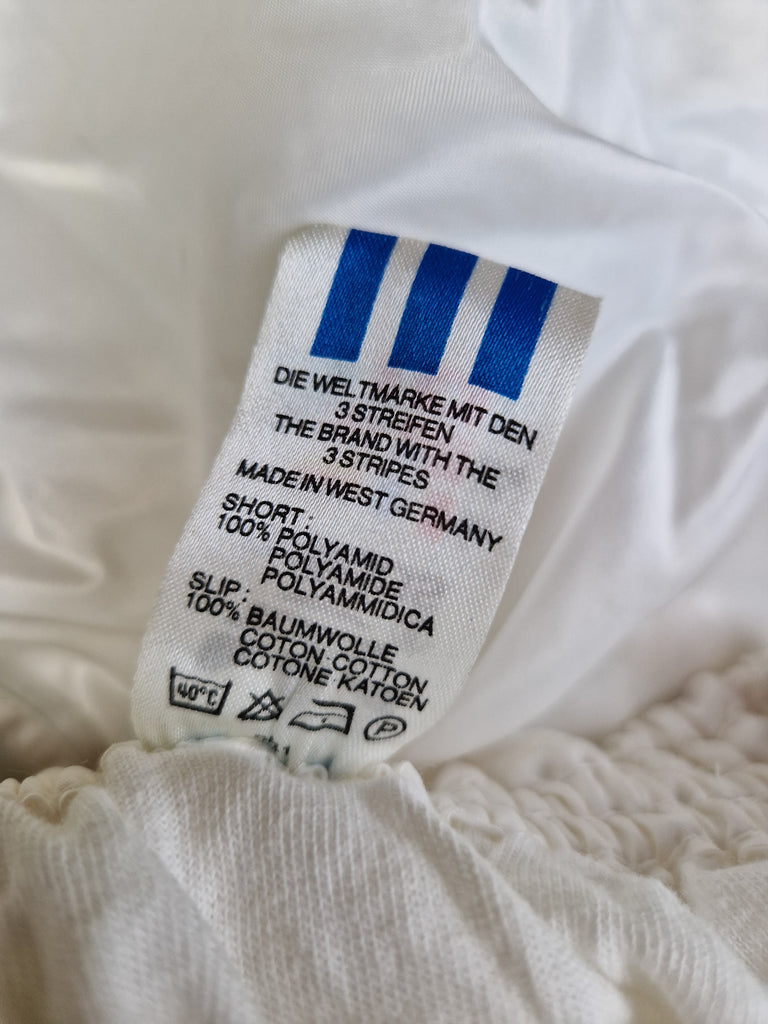 DIE WELTMARKE MIT DEN
3 STREIFEN
THE BRAND WITH THE
3 STRIPES
MADE IN WEST GERMANY
SHORT:
100% POLYAMID
POLYAMIDE
POLYAMMIDICA
SLIP:
100% BAUMWOLLE
COTON COTTON
COTONE KATOEN
40°C
P